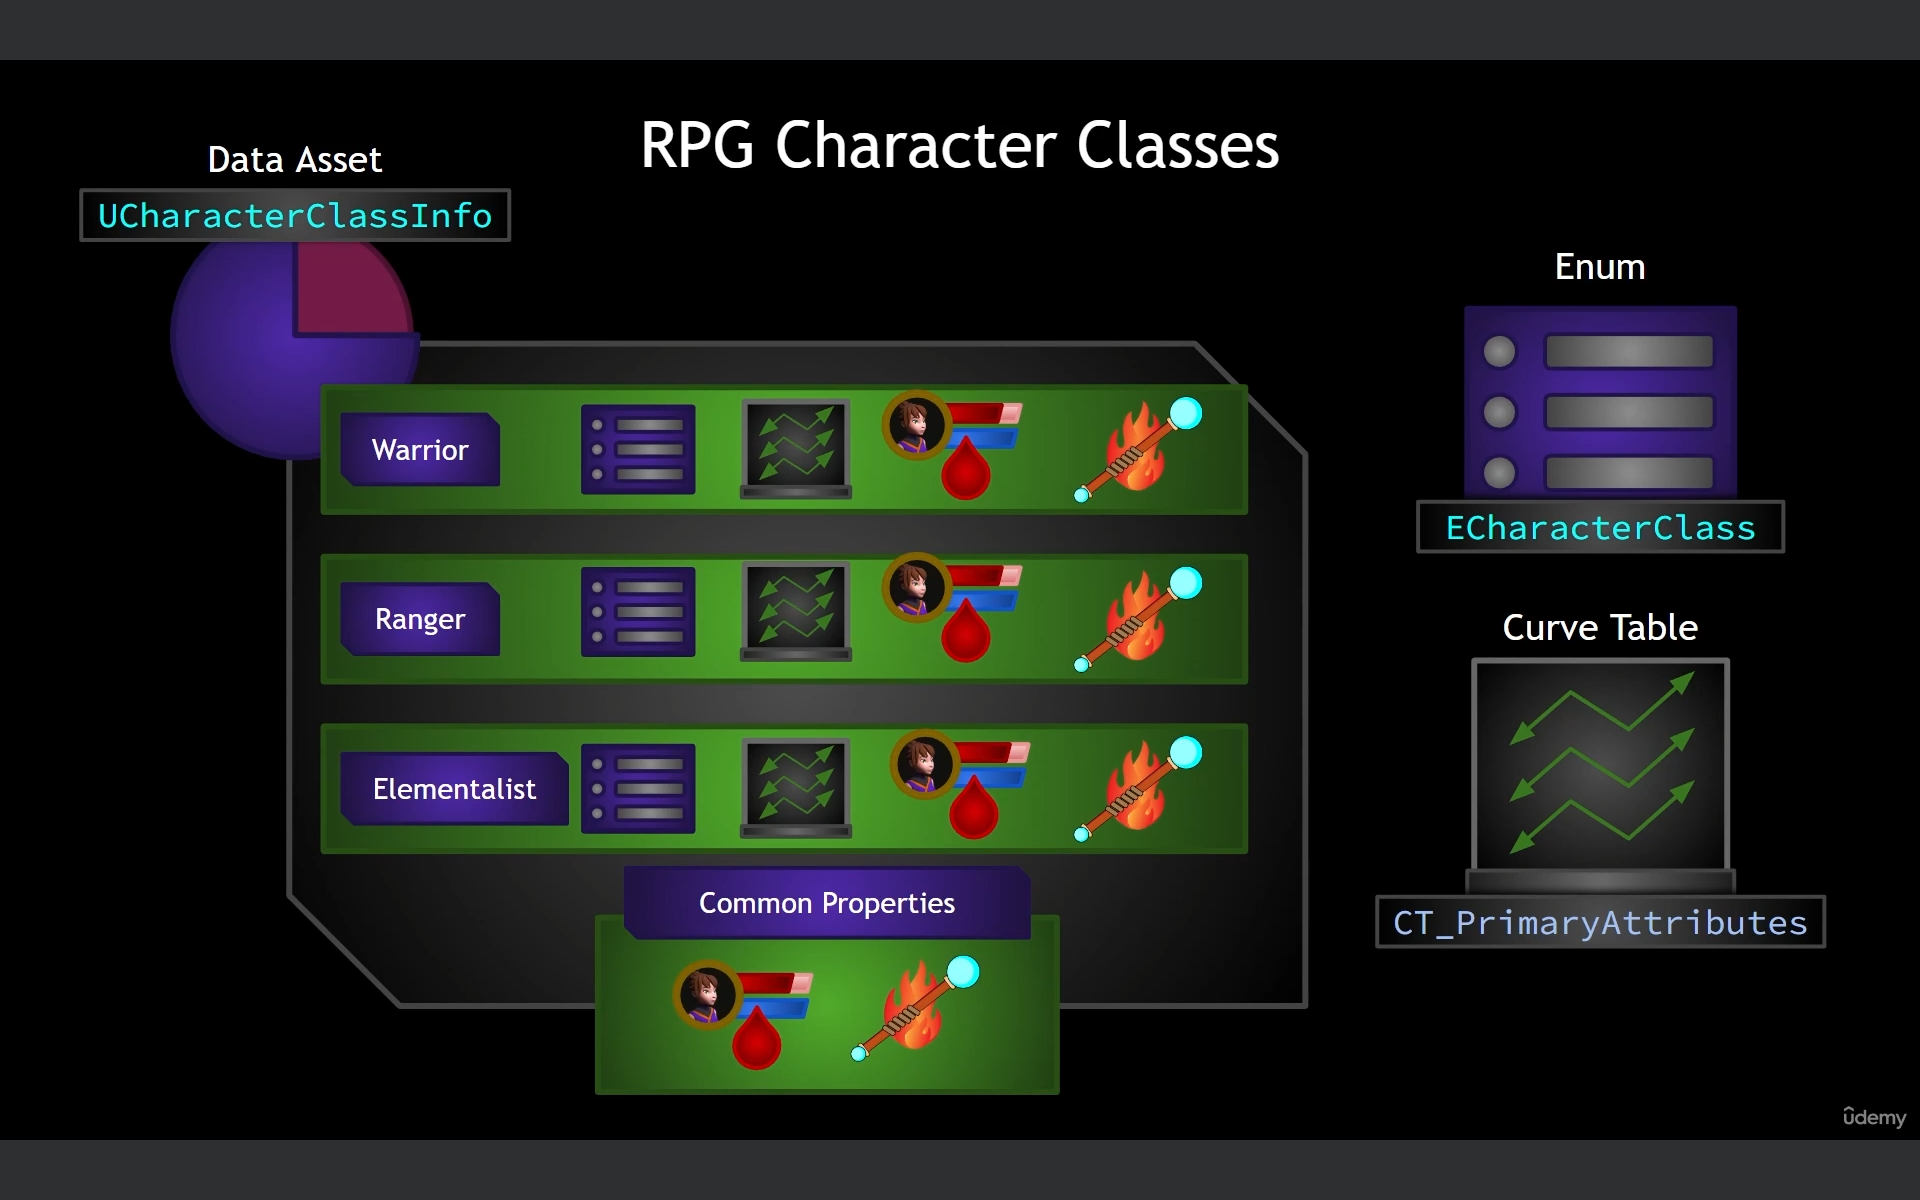 RPG Character Classes
Data Asset
UCharacterClassInfo
Warrior
Ranger
Elementalist
Common Properties
Enum
ECharacterClass
Curve Table
CT_PrimaryAttributes
ûdemy